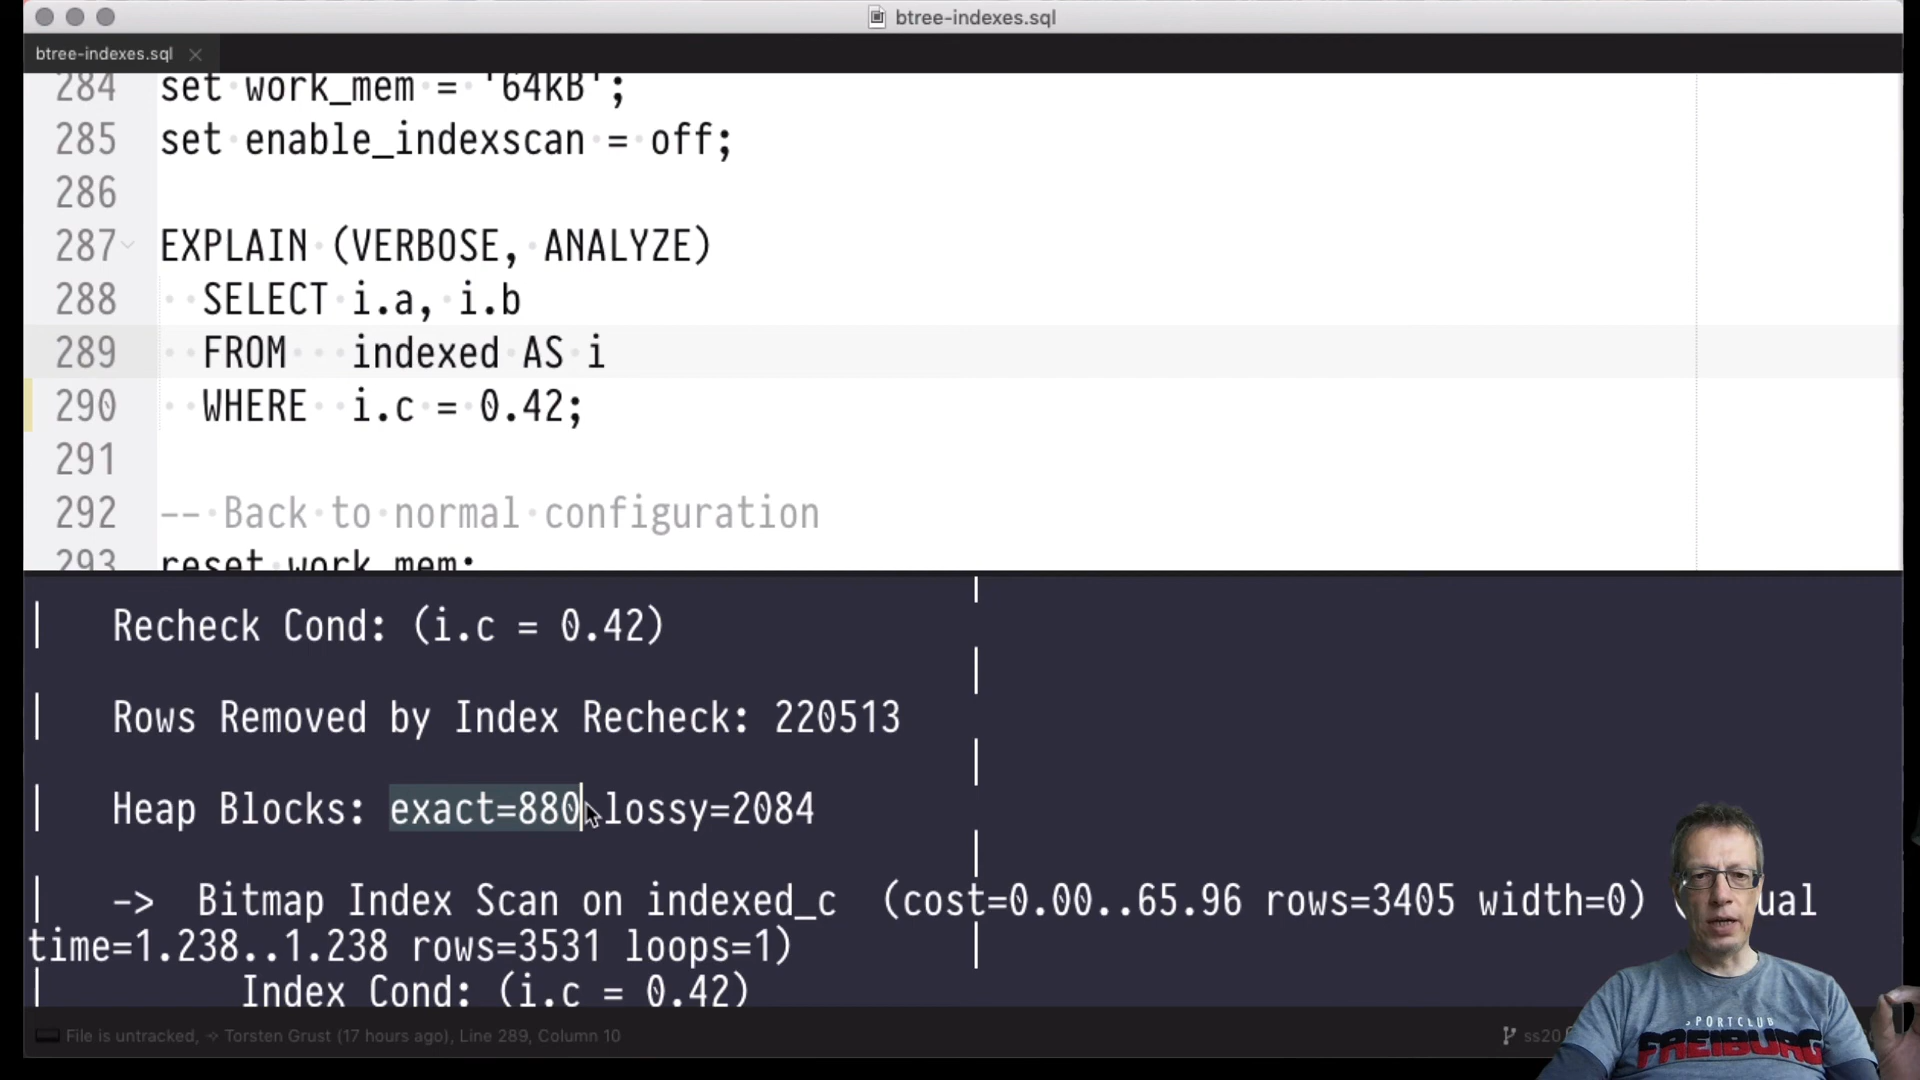 btree-indexes.sql
btree-indexes.sql
284 set work_mem = '64kB';
285 set enable_indexscan = off;
286
287 EXPLAIN (VERBOSE, ANALYZE)
288 SELECT i.a, i.b
289 FROM indexed AS i
290 WHERE i.c = 0.42;
291
292 -- Back to normal configuration
293 reset work_mem;
| Recheck Cond: (i.c = 0.42) |
| Rows Removed by Index Recheck: 220513 |
| Heap Blocks: exact=880 lossy=2084 |
| -> Bitmap Index Scan on indexed_c (cost=0.00..65.96 rows=3405 width=0) (
time=1.238..1.238 rows=3531 loops=1) |
| Index Cond: (i.c = 0.42)
File is untracked, Torsten Grust (17 hours ago), Line 289, Column 10
ss20
SPORTCLUB
FREIBURG